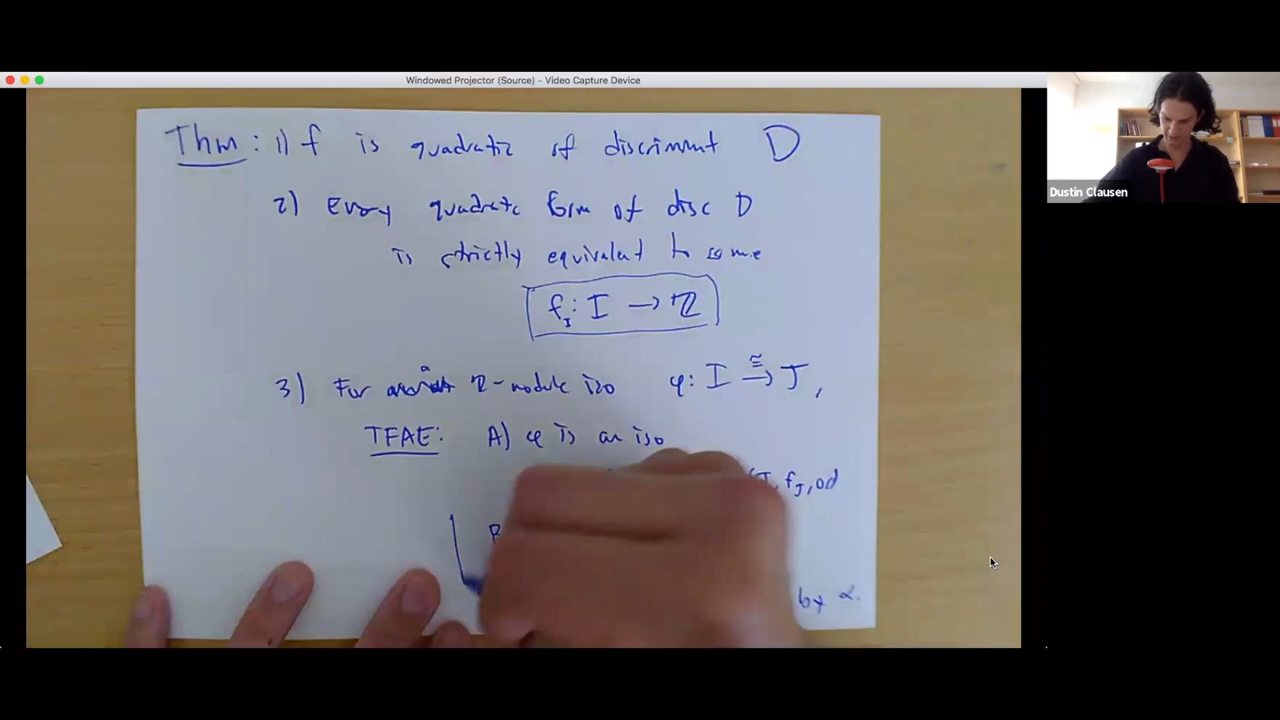 Windowed Projector (Source) - Video Capture Device
Dustin Clausen
Thm: 1) f is quadratic of discriminant D
2) Every quadratic form of disc D
is strictly equivalent to some
f_I: I → ℤ
3) For a ℤ-module iso φ: I ≅→ J,
TFAE: A) φ is an iso
f_J, od
B
by α.